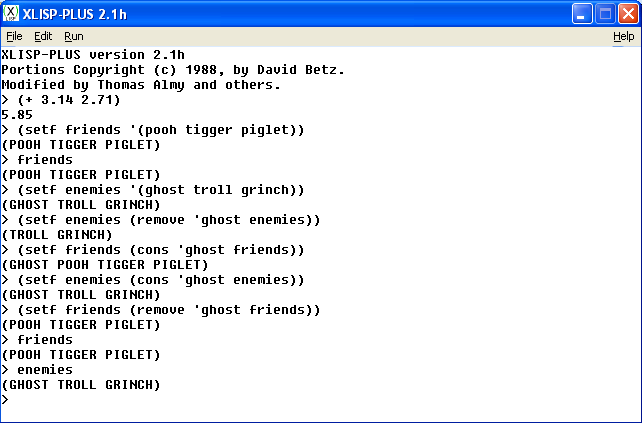 XLISP-PLUS 2.1h
File Edit Run Help
XLISP-PLUS version 2.1h
Portions Copyright (c) 1988, by David Betz.
Modified by Thomas Almy and others.
> (+ 3.14 2.71)
5.85
> (setf friends '(pooh tigger piglet))
(POOH TIGGER PIGLET)
> friends
(POOH TIGGER PIGLET)
> (setf enemies '(ghost troll grinch))
(GHOST TROLL GRINCH)
> (setf enemies (remove 'ghost enemies))
(TROLL GRINCH)
> (setf friends (cons 'ghost friends))
(GHOST POOH TIGGER PIGLET)
> (setf enemies (cons 'ghost enemies))
(GHOST TROLL GRINCH)
> (setf friends (remove 'ghost friends))
(POOH TIGGER PIGLET)
> friends
(POOH TIGGER PIGLET)
> enemies
(GHOST TROLL GRINCH)
>